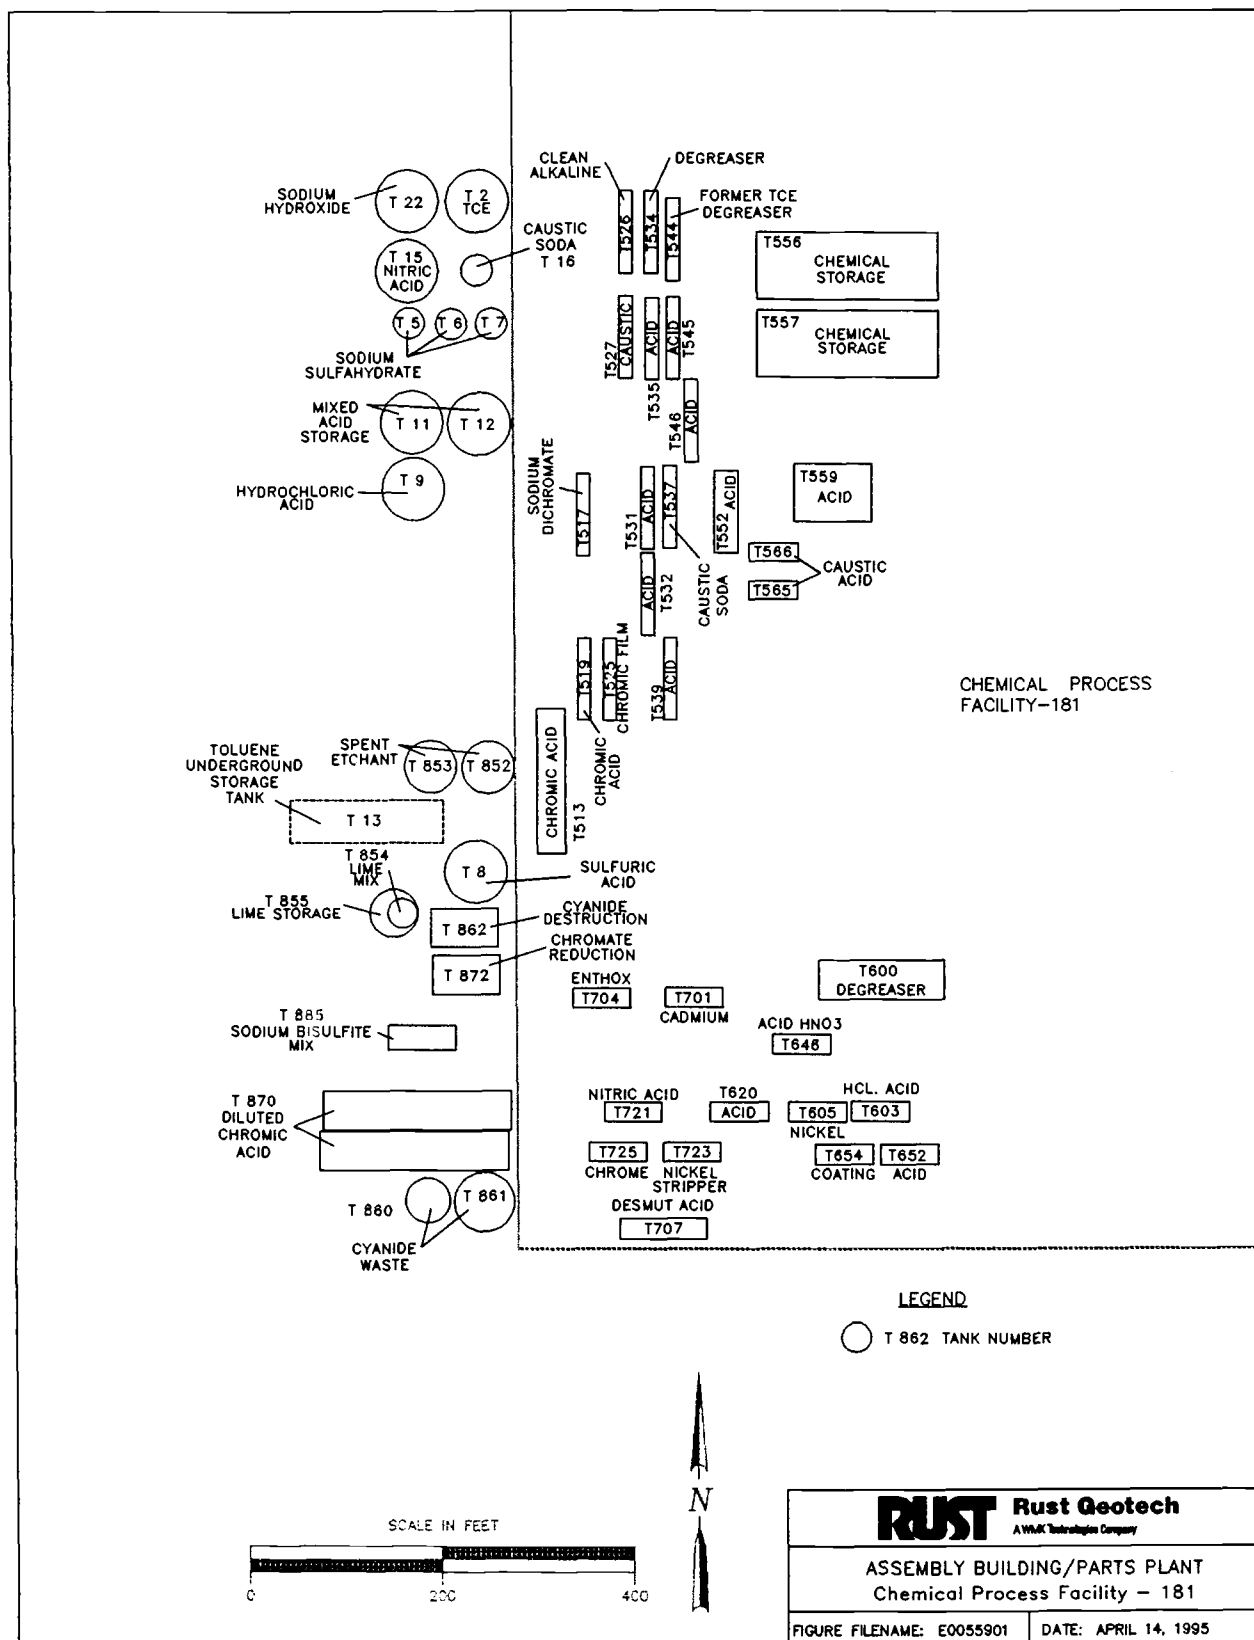 CLEAN
ALKALINE
DEGREASER
SODIUM
HYDROXIDE
T 22
T 2
TCE
T526
T534
T544
FORMER TCE
DEGREASER
CAUSTIC
SODA
T 16
T 15
NITRIC
ACID
T556
CHEMICAL
STORAGE
T557
CHEMICAL
STORAGE
T 5
T 6
T 7
SODIUM
SULFAHYDRATE
T527
CAUSTIC
ACID
T535
ACID
T545
T546
ACID
MIXED
ACID
STORAGE
T 11
T 12
T 9
HYDROCHLORIC
ACID
SODIUM
DICHROMATE
T517
T531
ACID
T537
T552
ACID
T559
ACID
T566
T565
CAUSTIC
ACID
ACID
T532
CAUSTIC
SODA
T519
T525
CHROMIC FILM
T539
ACID
CHEMICAL PROCESS
FACILITY-181
CHROMIC
ACID
CHROMIC ACID
T513
SPENT
ETCHANT
T 853
T 852
TOLUENE
UNDERGROUND
STORAGE
TANK
T 13
T 854
LIME
MIX
T 8
SULFURIC
ACID
T 855
LIME STORAGE
T 862
CYANIDE
DESTRUCTION
T 872
CHROMATE
REDUCTION
ENTHOX
T704
T701
CADMIUM
T600
DEGREASER
T 885
SODIUM BISULFITE
MIX
ACID HNO3
T646
T 870
DILUTED
CHROMIC
ACID
NITRIC ACID
T721
T620
ACID
T605
NICKEL
HCL. ACID
T603
T725
CHROME
T723
NICKEL
STRIPPER
T654
COATING
T652
ACID
T 860
T 861
CYANIDE
WASTE
DESMUT ACID
T707
LEGEND
T 862 TANK NUMBER
N
SCALE IN FEET
0 200 400
RUST Rust Geotech
A WMX Technologies Company
ASSEMBLY BUILDING/PARTS PLANT
Chemical Process Facility - 181
FIGURE FILENAME: E0055901
DATE: APRIL 14, 1995